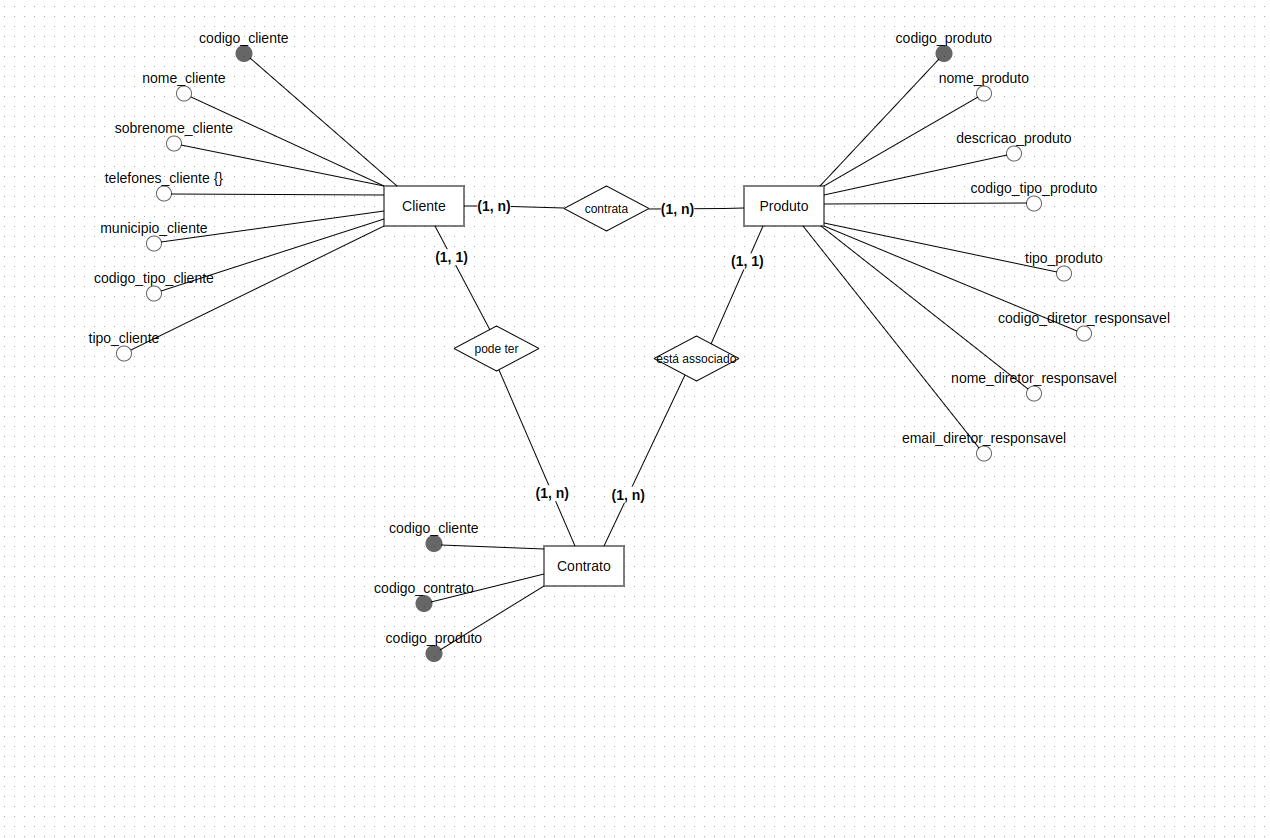 codigo_cliente
nome_cliente
sobrenome_cliente
telefones_cliente {}
municipio_cliente
codigo_tipo_cliente
tipo_cliente
Cliente
(1, n)
contrata
(1, n)
Produto
codigo_produto
nome_produto
descricao_produto
codigo_tipo_produto
tipo_produto
codigo_diretor_responsavel
nome_diretor_responsavel
email_diretor_responsavel
(1, 1)
(1, 1)
pode ter
está associado
(1, n)
(1, n)
codigo_cliente
Contrato
codigo_contrato
codigo_produto